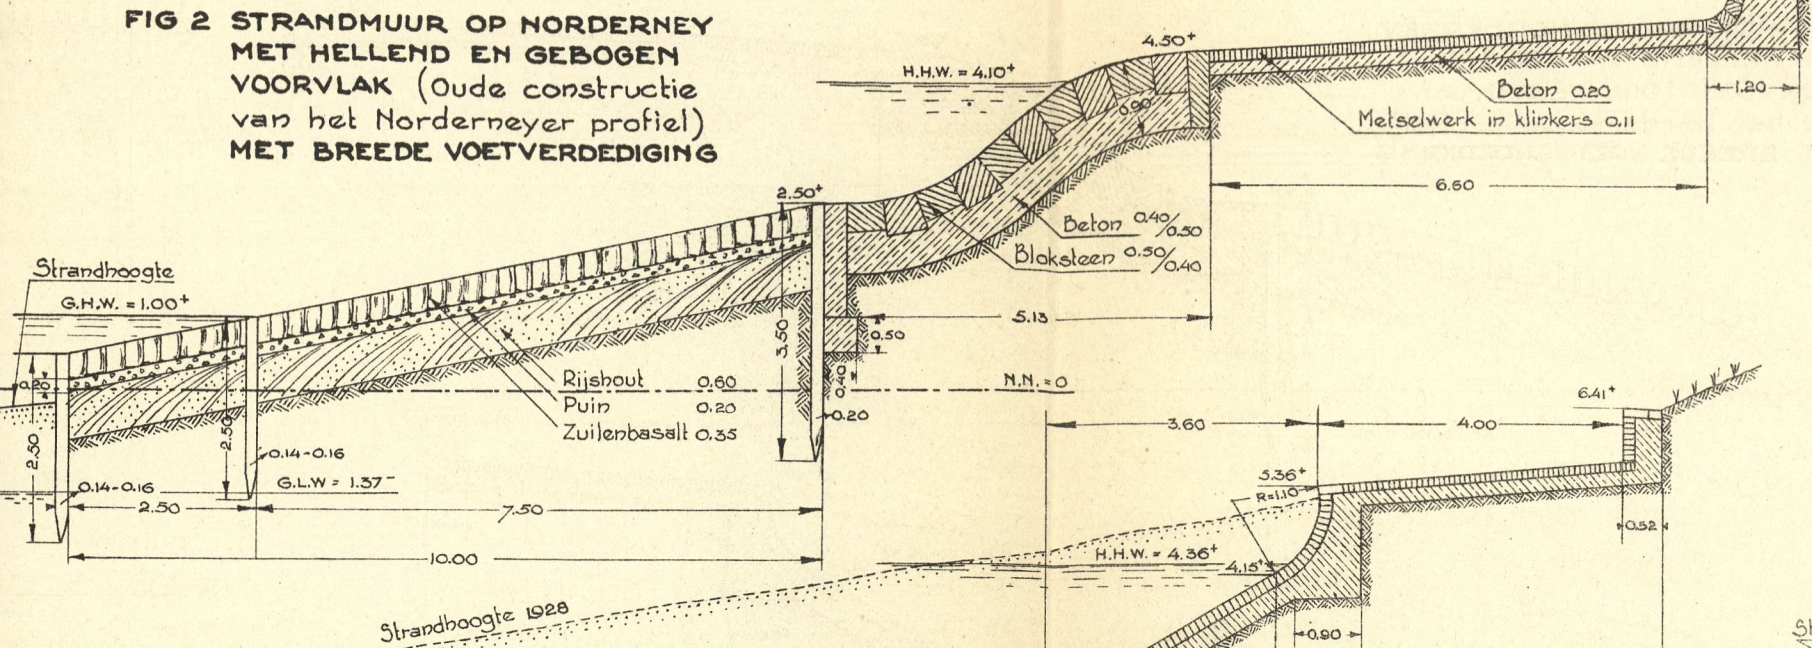 FIG 2 STRANDMUUR OP NORDERNEY
MET HELLEND EN GEBOGEN
VOORVLAK (Oude constructie
van het Norderneyer profiel)
MET BREEDE VOETVERDEDIGING
H.H.W. = 4.10+
4.50+
0.90
Beton 0.20
Metselwerk in klinkers 0.11
1.20
6.60
2.50+
Beton 0.40/0.50
Bloksteen 0.50/0.40
5.13
Strandhoogte
G.H.W. = 1.00+
3.50
0.50
0.40
0.20
0.20
Rijshout 0.60
Puin 0.20
Zuilenbasalt 0.35
N.N. = 0
2.50
2.50
0.14-0.16
0.14-0.16
G.L.W = 1.37-
2.50
7.50
10.00
3.60
4.00
6.41+
5.36+
R=1.10
0.52
H.H.W. = 4.36+
4.15+
Strandhoogte 1928
0.90